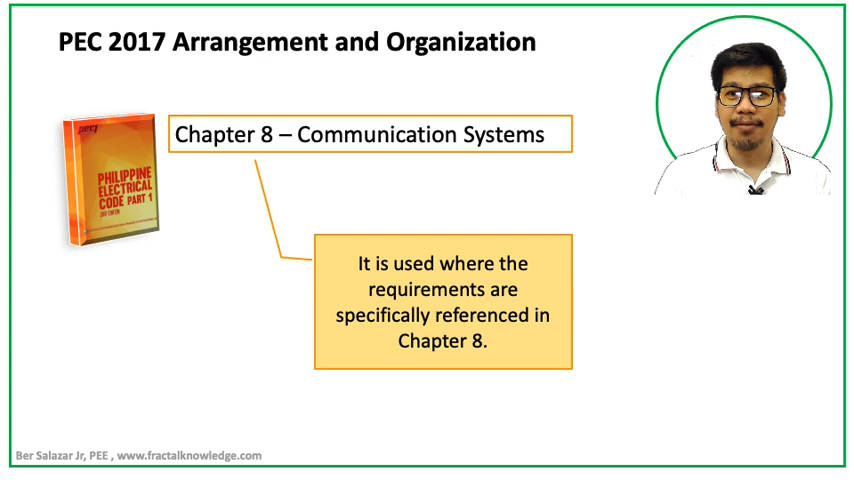 PEC 2017 Arrangement and Organization
Chapter 8 – Communication Systems
PHILIPPINE
ELECTRICAL
CODE PART 1
It is used where the
requirements are
specifically referenced in
Chapter 8.
Ber Salazar Jr, PEE , www.fractalknowledge.com